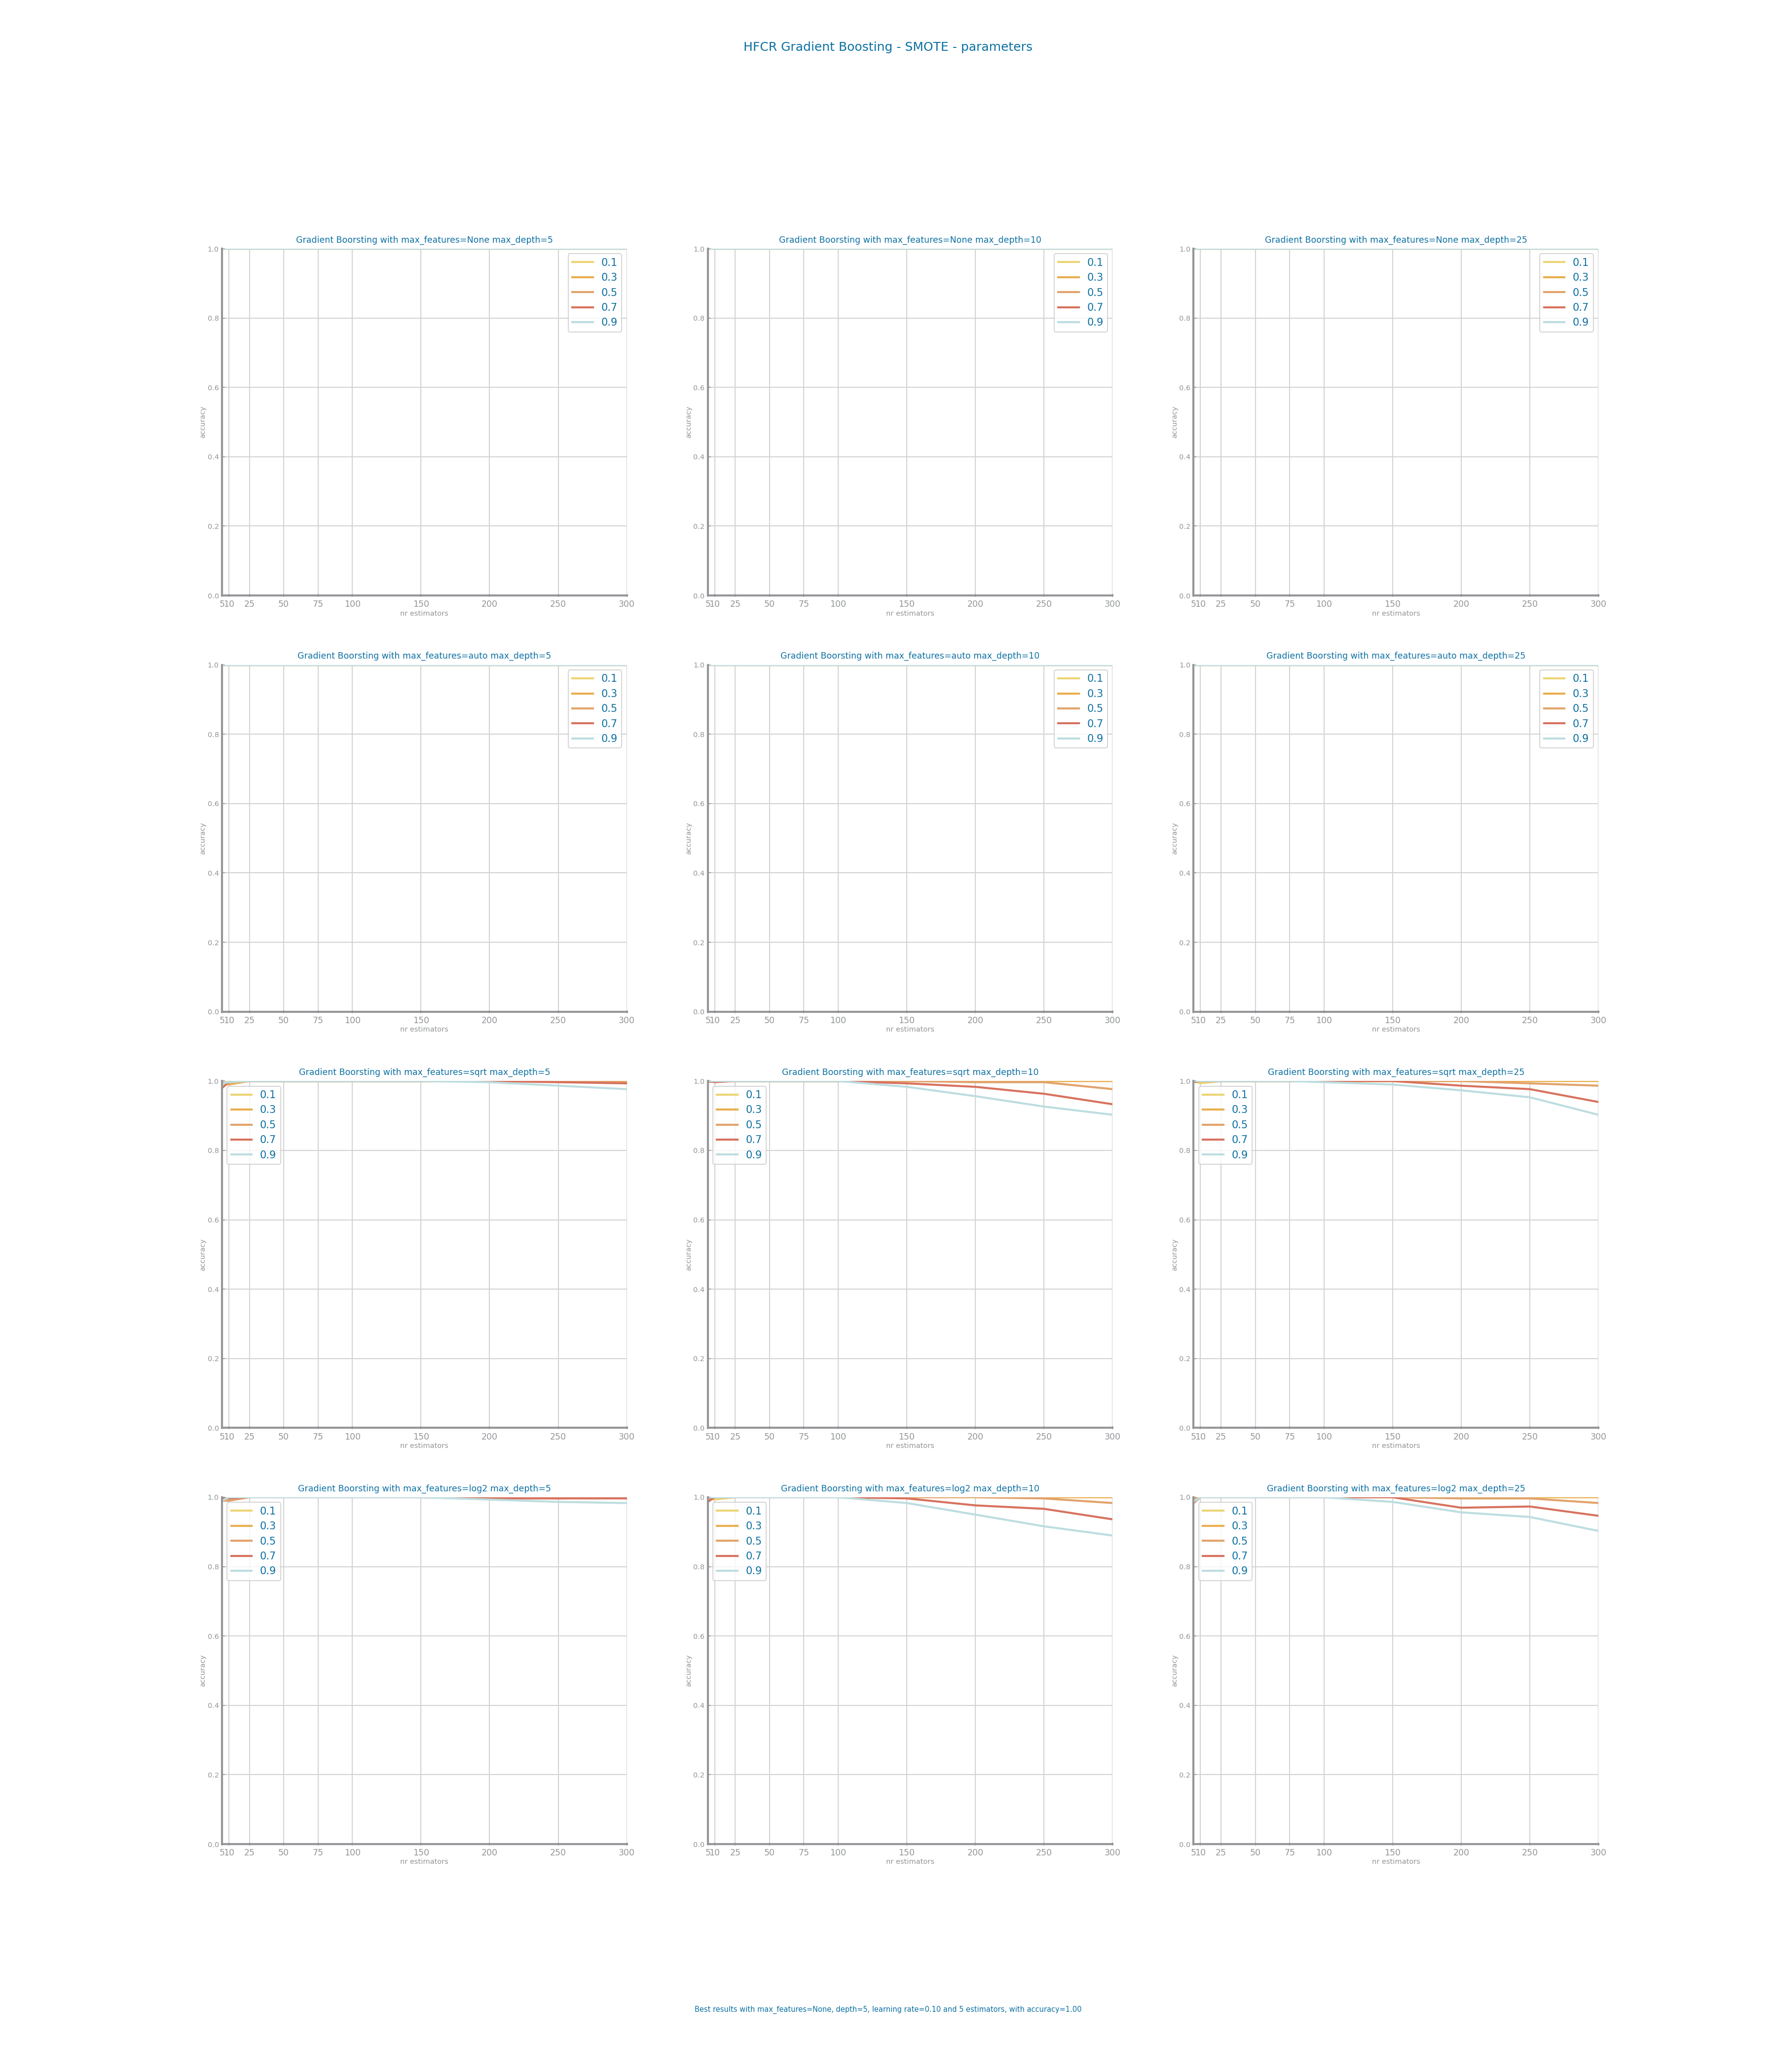 HFCR Gradient Boosting - SMOTE - parameters
Gradient Boorsting with max_features=None max_depth=5
accuracy
1.0
0.8
0.6
0.4
0.2
0.0
0.1
0.3
0.5
0.7
0.9
5 10 25 50 75 100 150 200 250 300
nr estimators
Gradient Boorsting with max_features=None max_depth=10
accuracy
1.0
0.8
0.6
0.4
0.2
0.0
0.1
0.3
0.5
0.7
0.9
5 10 25 50 75 100 150 200 250 300
nr estimators
Gradient Boorsting with max_features=None max_depth=25
accuracy
1.0
0.8
0.6
0.4
0.2
0.0
0.1
0.3
0.5
0.7
0.9
5 10 25 50 75 100 150 200 250 300
nr estimators
Gradient Boorsting with max_features=auto max_depth=5
accuracy
1.0
0.8
0.6
0.4
0.2
0.0
0.1
0.3
0.5
0.7
0.9
5 10 25 50 75 100 150 200 250 300
nr estimators
Gradient Boorsting with max_features=auto max_depth=10
accuracy
1.0
0.8
0.6
0.4
0.2
0.0
0.1
0.3
0.5
0.7
0.9
5 10 25 50 75 100 150 200 250 300
nr estimators
Gradient Boorsting with max_features=auto max_depth=25
accuracy
1.0
0.8
0.6
0.4
0.2
0.0
0.1
0.3
0.5
0.7
0.9
5 10 25 50 75 100 150 200 250 300
nr estimators
Gradient Boorsting with max_features=sqrt max_depth=5
accuracy
1.0
0.8
0.6
0.4
0.2
0.0
0.1
0.3
0.5
0.7
0.9
5 10 25 50 75 100 150 200 250 300
nr estimators
Gradient Boorsting with max_features=sqrt max_depth=10
accuracy
1.0
0.8
0.6
0.4
0.2
0.0
0.1
0.3
0.5
0.7
0.9
5 10 25 50 75 100 150 200 250 300
nr estimators
Gradient Boorsting with max_features=sqrt max_depth=25
accuracy
1.0
0.8
0.6
0.4
0.2
0.0
0.1
0.3
0.5
0.7
0.9
5 10 25 50 75 100 150 200 250 300
nr estimators
Gradient Boorsting with max_features=log2 max_depth=5
accuracy
1.0
0.8
0.6
0.4
0.2
0.0
0.1
0.3
0.5
0.7
0.9
5 10 25 50 75 100 150 200 250 300
nr estimators
Gradient Boorsting with max_features=log2 max_depth=10
accuracy
1.0
0.8
0.6
0.4
0.2
0.0
0.1
0.3
0.5
0.7
0.9
5 10 25 50 75 100 150 200 250 300
nr estimators
Gradient Boorsting with max_features=log2 max_depth=25
accuracy
1.0
0.8
0.6
0.4
0.2
0.0
0.1
0.3
0.5
0.7
0.9
5 10 25 50 75 100 150 200 250 300
nr estimators
Best results with max_features=None, depth=5, learning rate=0.10 and 5 estimators, with accuracy=1.00